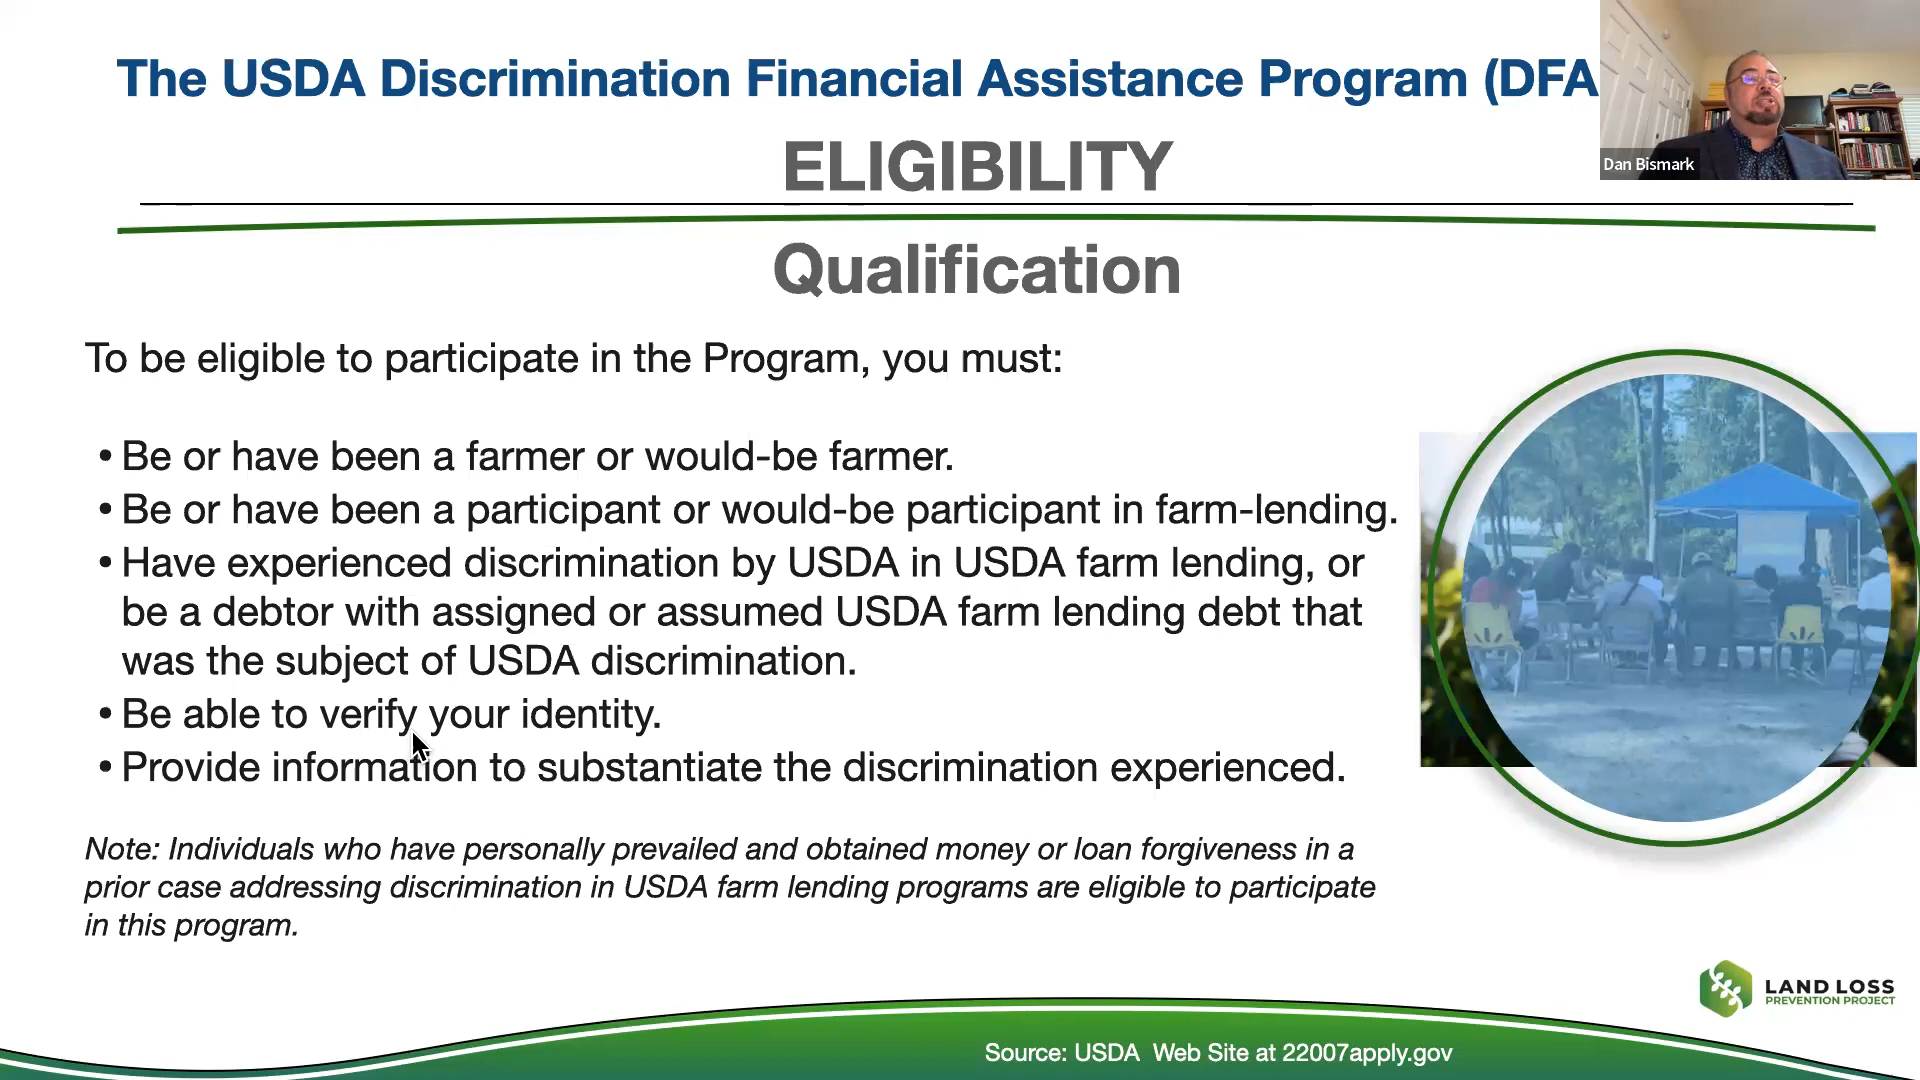 The USDA Discrimination Financial Assistance Program (DFA
Dan Bismark
ELIGIBILITY
Qualification
To be eligible to participate in the Program, you must:
• Be or have been a farmer or would-be farmer.
• Be or have been a participant or would-be participant in farm-lending.
• Have experienced discrimination by USDA in USDA farm lending, or
be a debtor with assigned or assumed USDA farm lending debt that
was the subject of USDA discrimination.
• Be able to verify your identity.
• Provide information to substantiate the discrimination experienced.
Note: Individuals who have personally prevailed and obtained money or loan forgiveness in a
prior case addressing discrimination in USDA farm lending programs are eligible to participate
in this program.
LAND LOSS
PREVENTION PROJECT
Source: USDA Web Site at 22007apply.gov